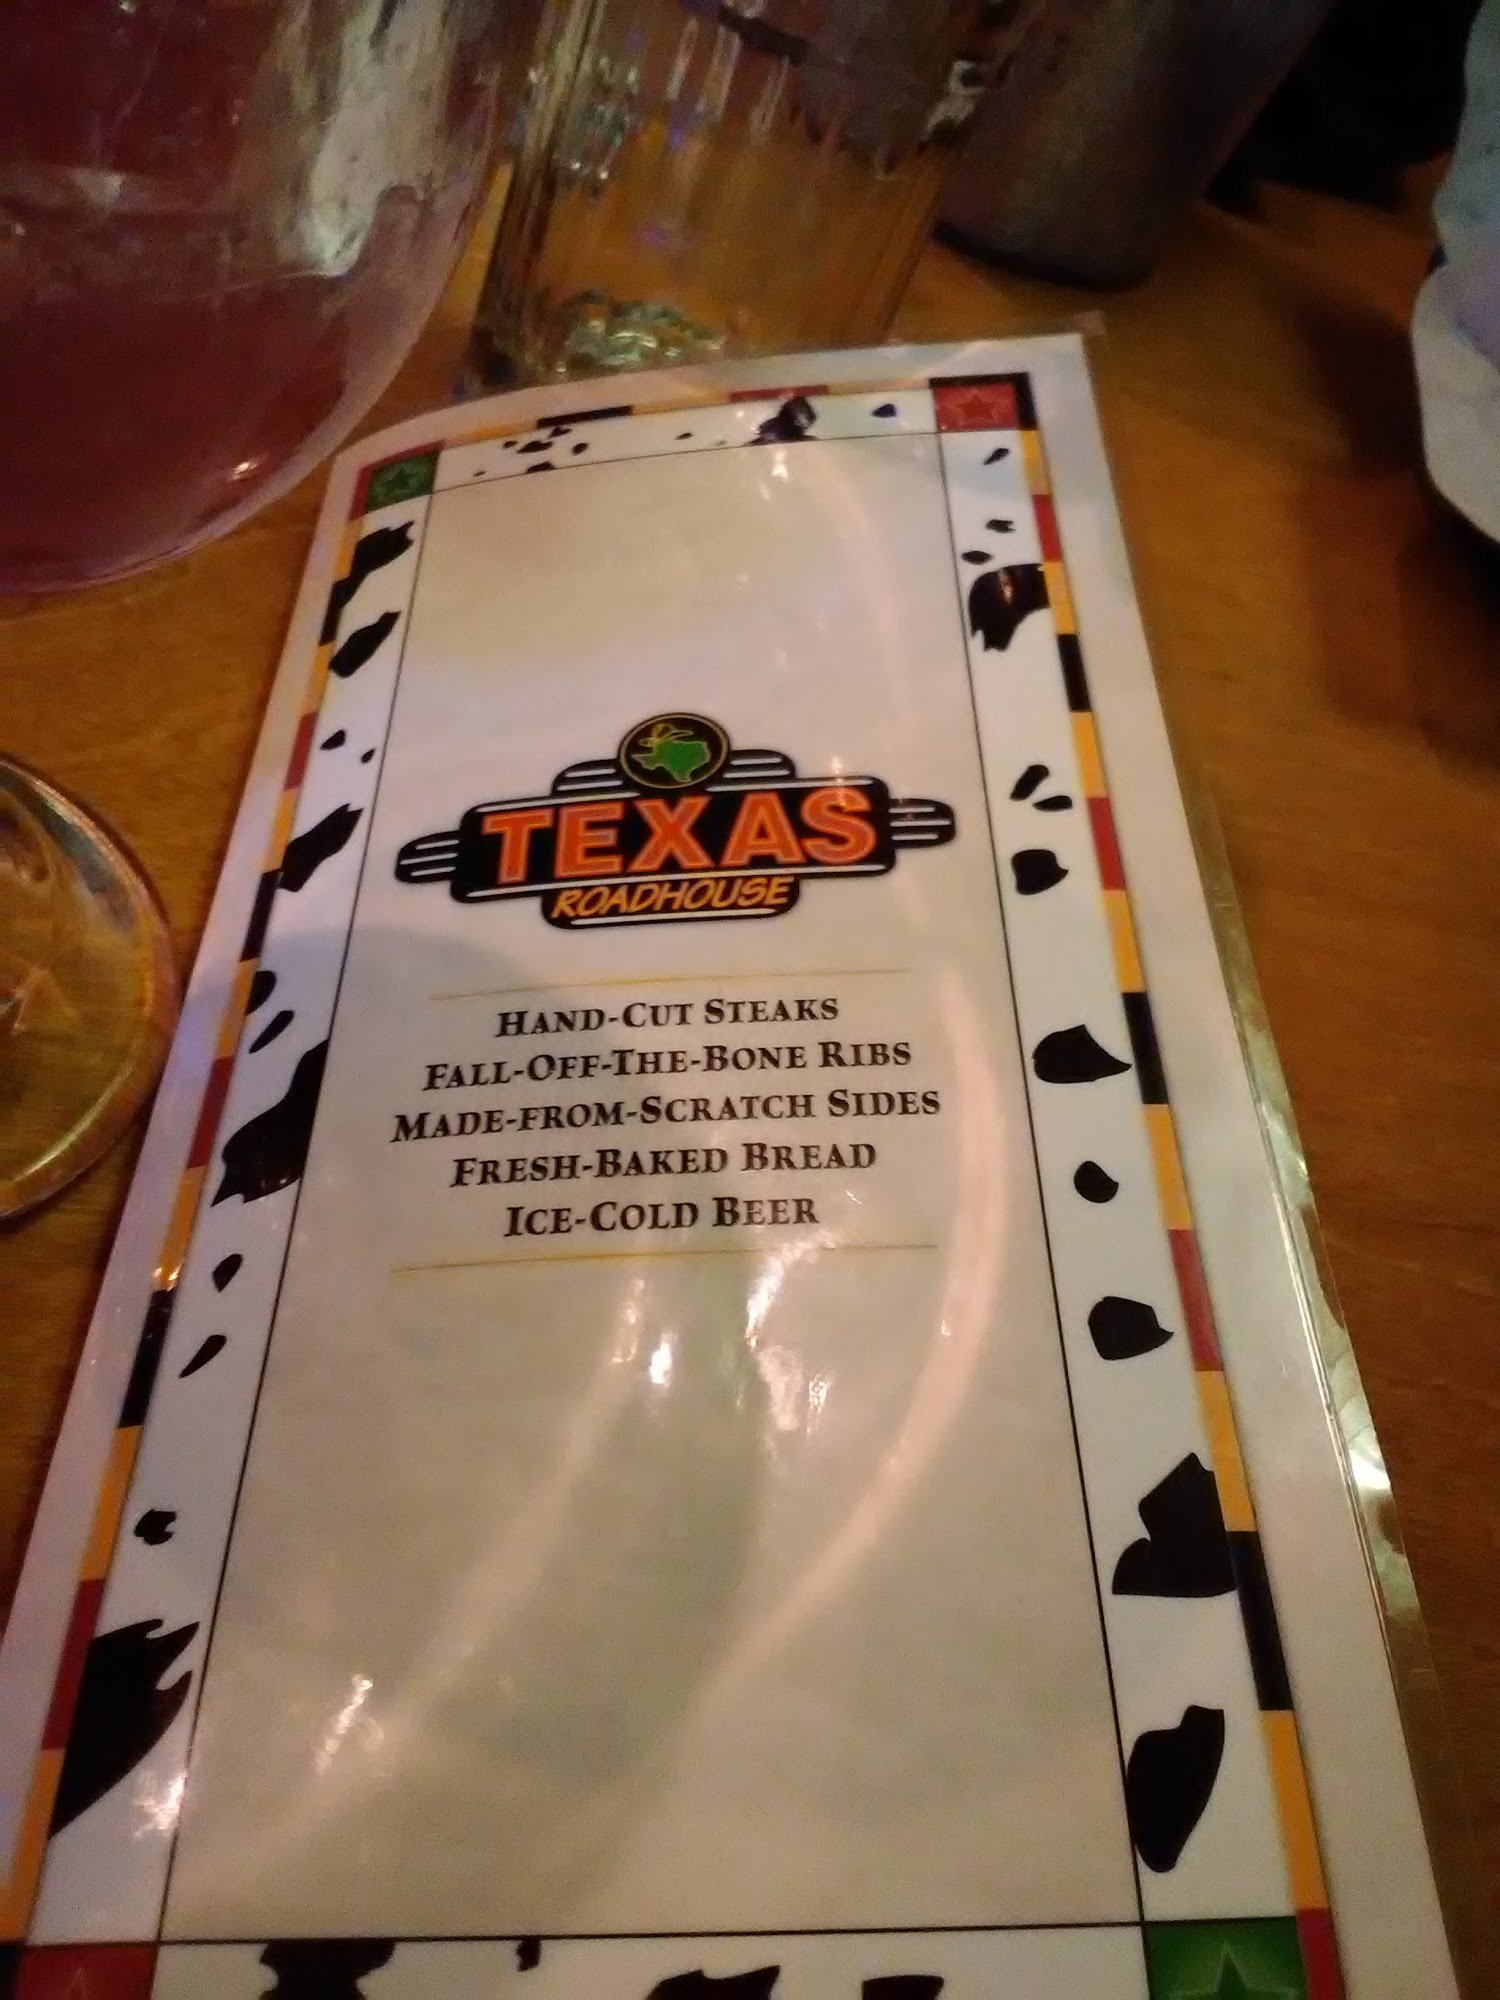 TEXAS
ROADHOUSE
HAND-CUT STEAKS
FALL-OFF-THE-BONE RIBS
MADE-FROM-SCRATCH SIDES
FRESH-BAKED BREAD
ICE-COLD BEER